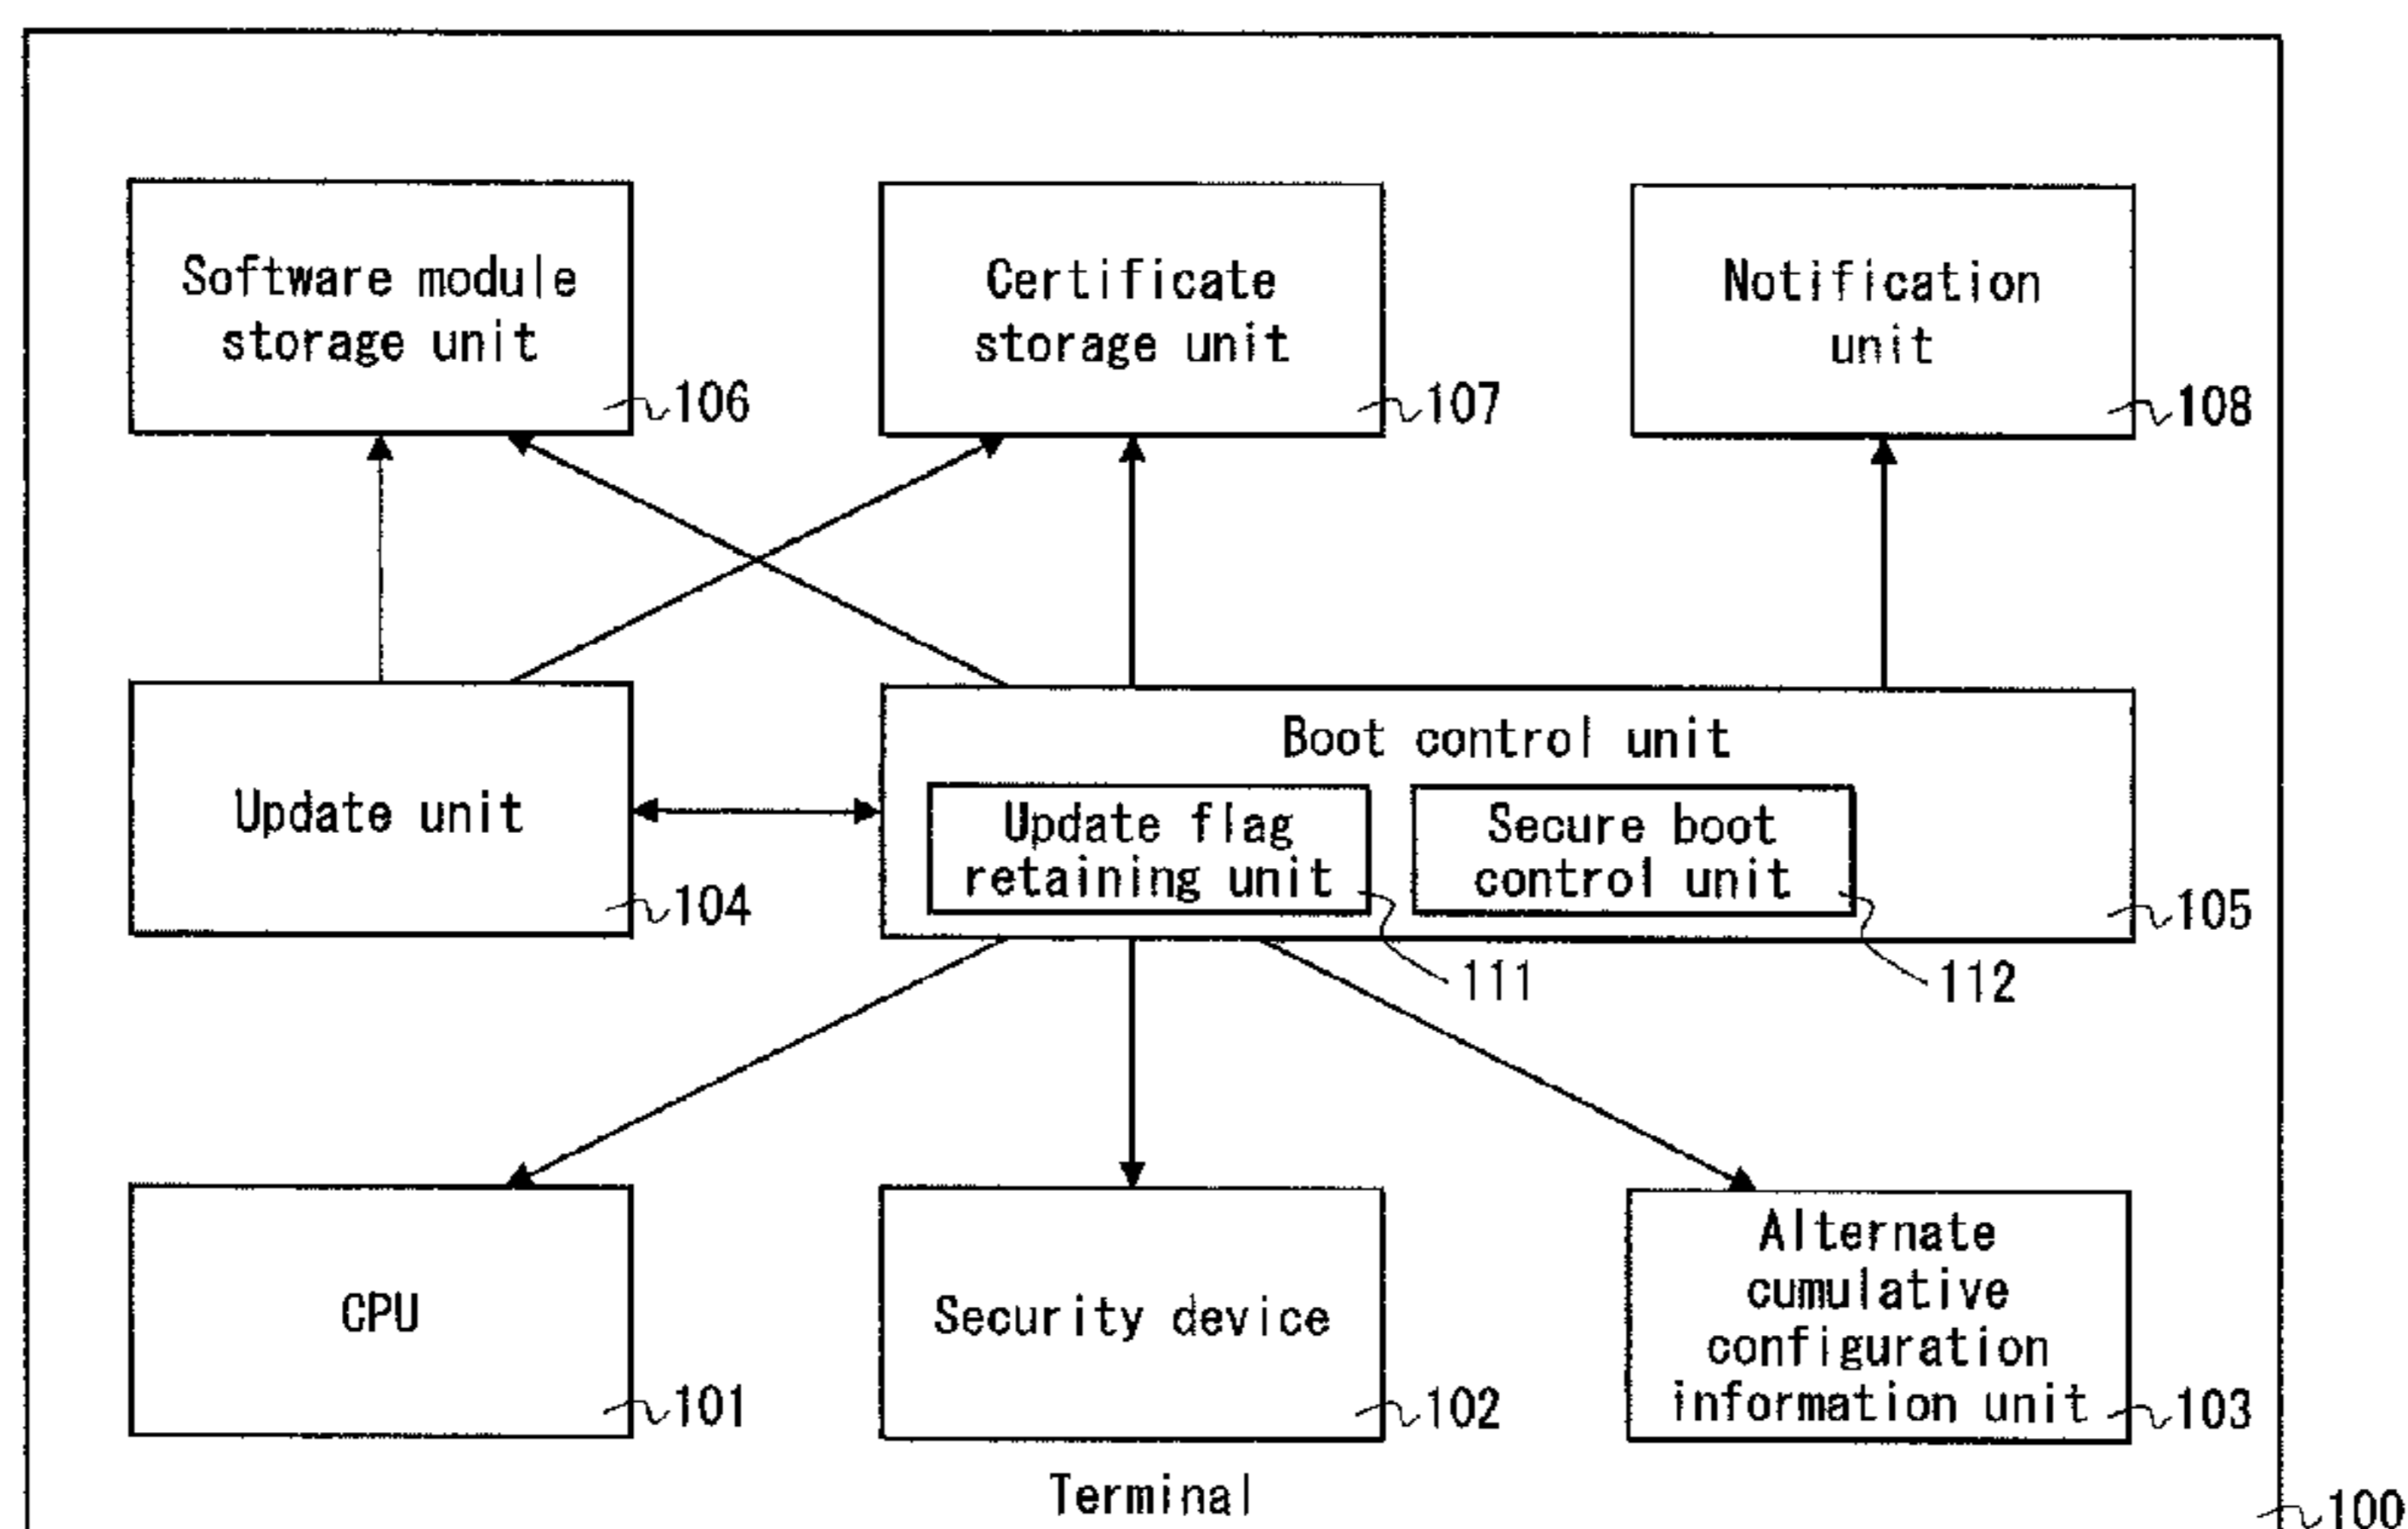 Software module
storage unit
106
Certificate
storage unit
107
Notification
unit
108
Update unit
104
Boot control unit
Update flag
retaining unit
111
Secure boot
control unit
112
105
CPU
101
Security device
102
Alternate
cumulative
configuration
information unit
103
Terminal
100